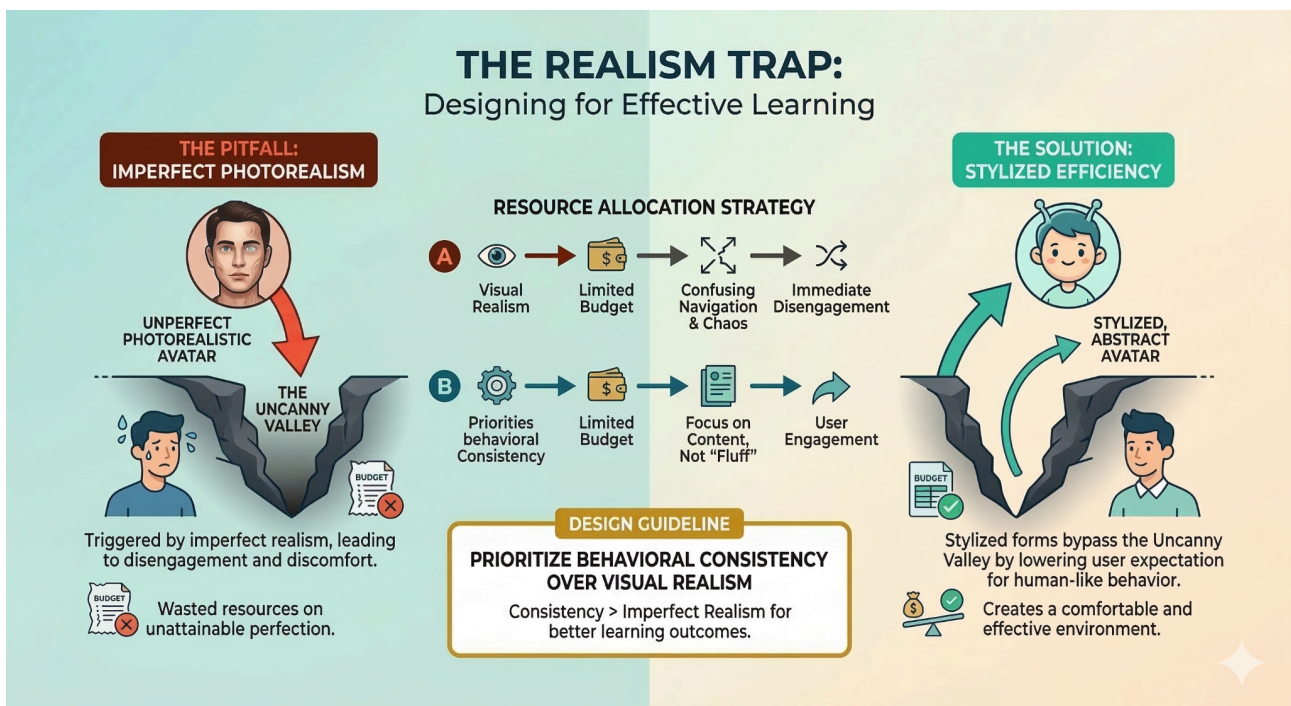 THE REALISM TRAP:
Designing for Effective Learning
THE PITFALL:
IMPERFECT PHOTOREALISM
UNPERFECT
PHOTOREALISTIC
AVATAR
THE
UNCANNY
VALLEY
BUDGET
Triggered by imperfect realism, leading
to disengagement and discomfort.
BUDGET
Wasted resources on
unattainable perfection.
RESOURCE ALLOCATION STRATEGY
A
Visual
Realism
$
Limited
Budget
Confusing
Navigation
& Chaos
Immediate
Disengagement
B
Priorities
behavioral
Consistency
$
Limited
Budget
Focus on
Content,
Not “Fluff”
User
Engagement
DESIGN GUIDELINE
PRIORITIZE BEHAVIORAL CONSISTENCY
OVER VISUAL REALISM
Consistency > Imperfect Realism for
better learning outcomes.
THE SOLUTION:
STYLIZED EFFICIENCY
STYLIZED,
ABSTRACT
AVATAR
BUDGET
Stylized forms bypass the Uncanny
Valley by lowering user expectation
for human-like behavior.
$
Creates a comfortable and
effective environment.